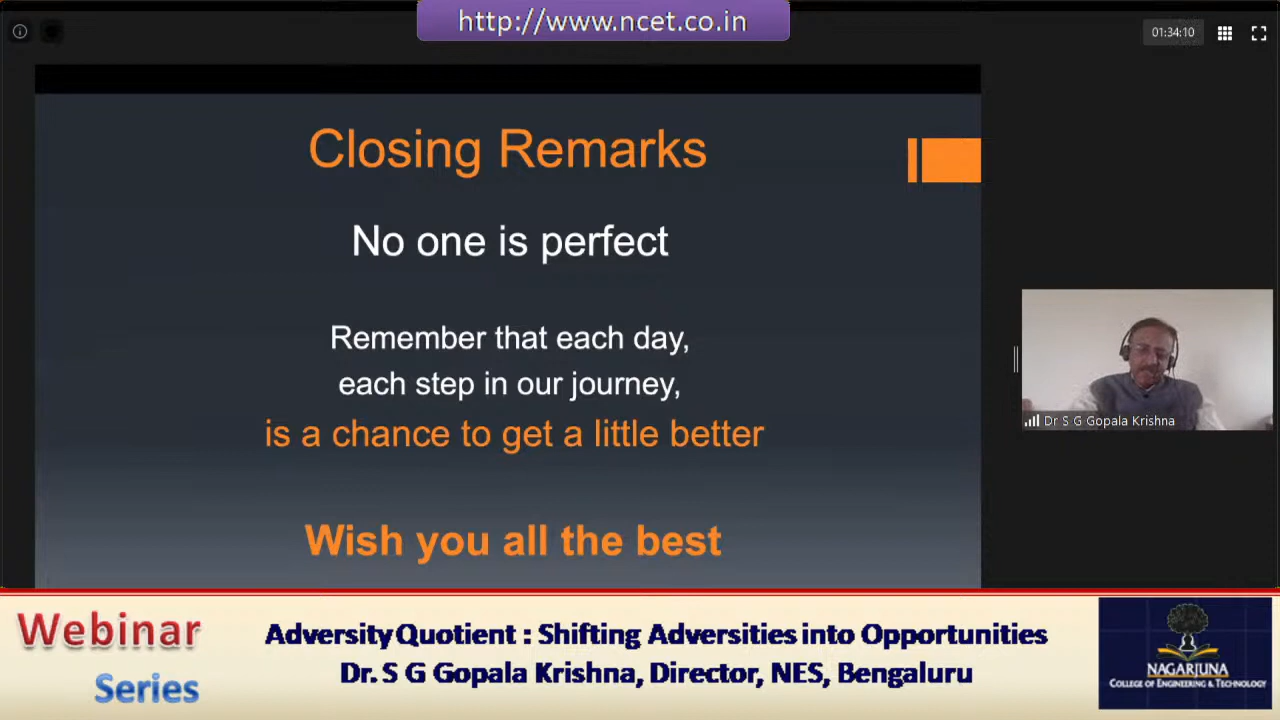 http://www.ncet.co.in
01:34:10
Closing Remarks
No one is perfect
Remember that each day,
each step in our journey,
is a chance to get a little better
Wish you all the best
Dr S G Gopala Krishna
Webinar
Series
Adversity Quotient : Shifting Adversities into Opportunities
Dr. S G Gopala Krishna, Director, NES, Bengaluru
NAGARJUNA
COLLEGE OF ENGINEERING & TECHNOLOGY